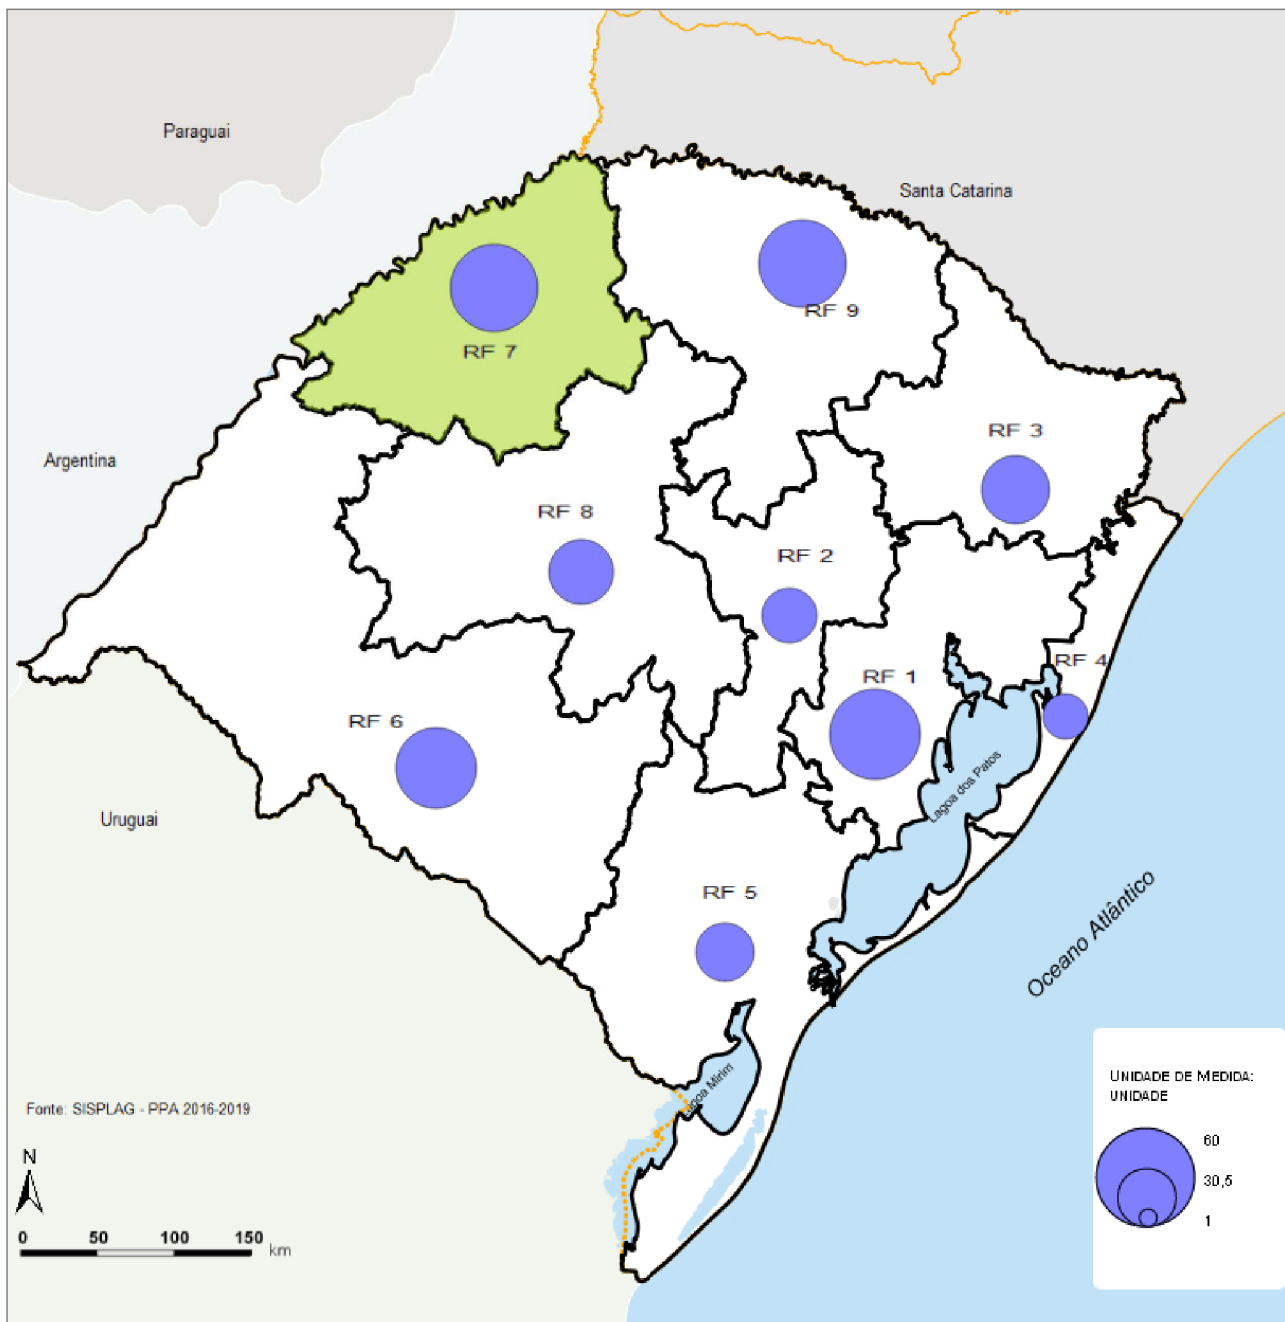 Paraguai
Santa Catarina
RF 9
RF 7
RF 3
Argentina
RF 8
RF 2
RF 4
RF 1
RF 6
Lagoa dos Patos
Uruguai
RF 5
Oceano Atlântico
Lagoa Mirim
UNIDADE DE MEDIDA:
UNIDADE
60
30,5
1
Fonte: SISPLAG - PPA 2016-2019
N
0 50 100 150
km